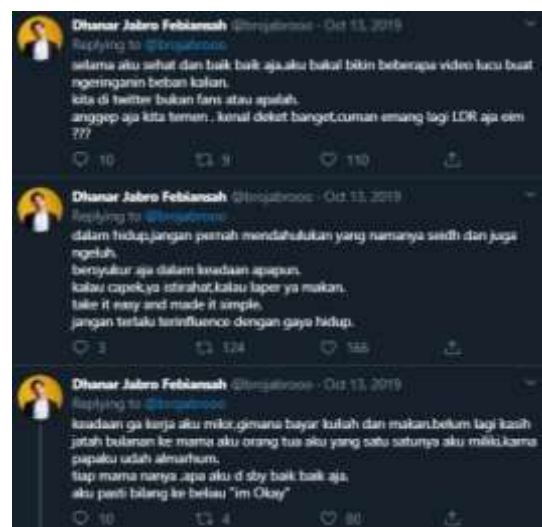 Dhanar Jabro Febiansah @brojabrooo · Oct 13, 2019
Replying to @brojabrooo
selama aku sehat dan baik baik aja.aku bakal bikin beberapa video lucu buat
ngeringanin beban kalian.
kita di twitter bukan fans atau apalah.
anggep aja kita temen . kenal deket banget,cuman emang lagi LDR aja eim
???
10 9 110
Dhanar Jabro Febiansah @brojabrooo · Oct 13, 2019
Replying to @brojabrooo
dalam hidup,jangan pernah mendahulukan yang namanya seidh dan juga
ngeluh.
bersyukur aja dalam keadaan apapun.
kalau capek,ya istirahat,kalau laper ya makan.
take it easy and made it simple.
jangan terlalu terinfluence dengan gaya hidup.
3 124 166
Dhanar Jabro Febiansah @brojabrooo · Oct 13, 2019
Replying to @brojabrooo
keadaan ga kerja aku mikir,gimana bayar kuliah dan makan.belum lagi kasih
jatah bulanan ke mama aku orang tua aku yang satu satunya aku miliki,karna
papaku udah almarhum.
tiap mama nanya .apa aku d sby baik baik aja.
aku pasti bilang ke beliau "im Okay"
10 4 80